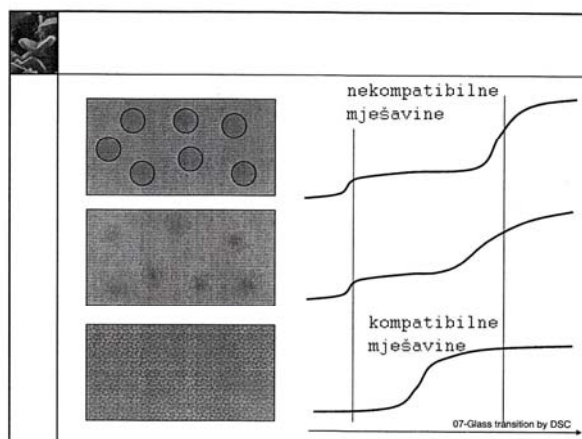 nekompatibilne
mješavine
kompatibilne
mješavine
07-Glass transition by DSC